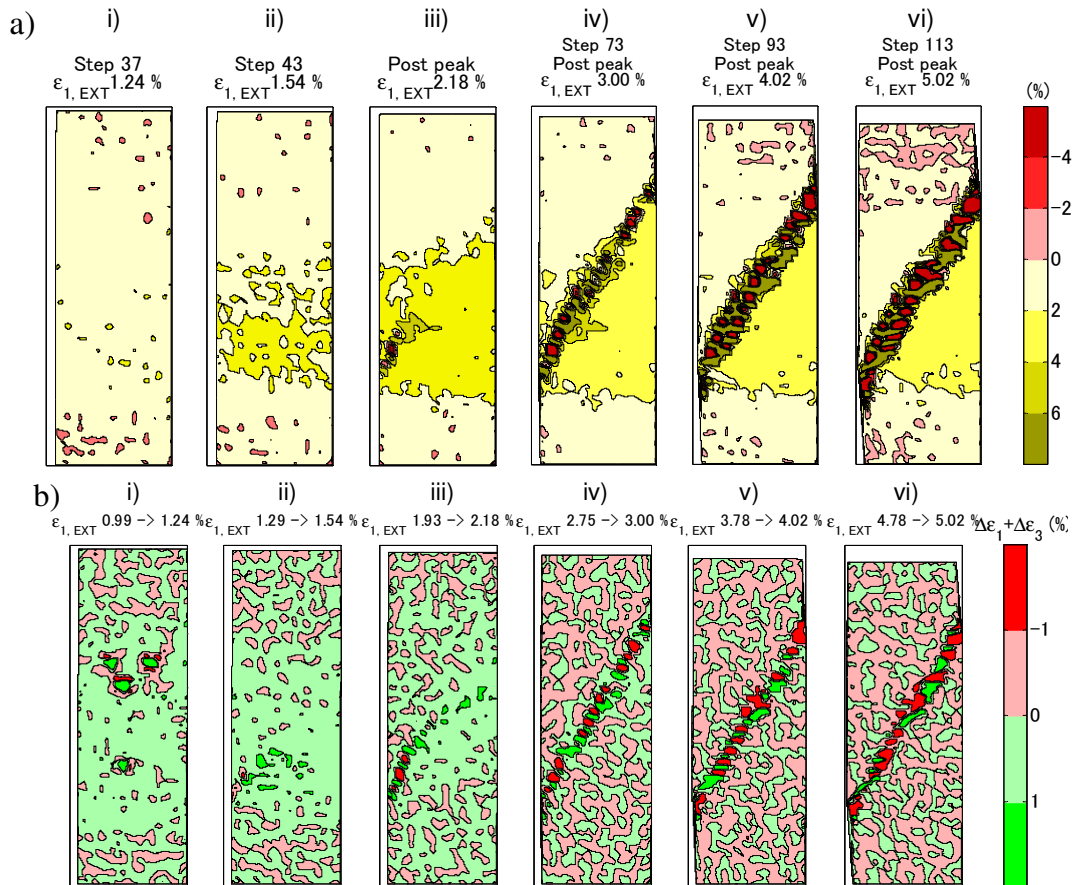 a)
i) ii) iii) iv) v) vi)
Step 37
ε1, EXT 1.24 %
Step 43
ε1, EXT 1.54 %
Post peak
ε1, EXT 2.18 %
Step 73
Post peak
ε1, EXT 3.00 %
Step 93
Post peak
ε1, EXT 4.02 %
Step 113
Post peak
ε1, EXT 5.02 %
(%)
-4
-2
0
2
4
6
b)
i) ii) iii) iv) v) vi)
ε1, EXT 0.99 -> 1.24 % ε1, EXT 1.29 -> 1.54 % ε1, EXT 1.93 -> 2.18 % ε1, EXT 2.75 -> 3.00 % ε1, EXT 3.78 -> 4.02 % ε1, EXT 4.78 -> 5.02 % Δε1+Δε3 (%)
-1
0
1